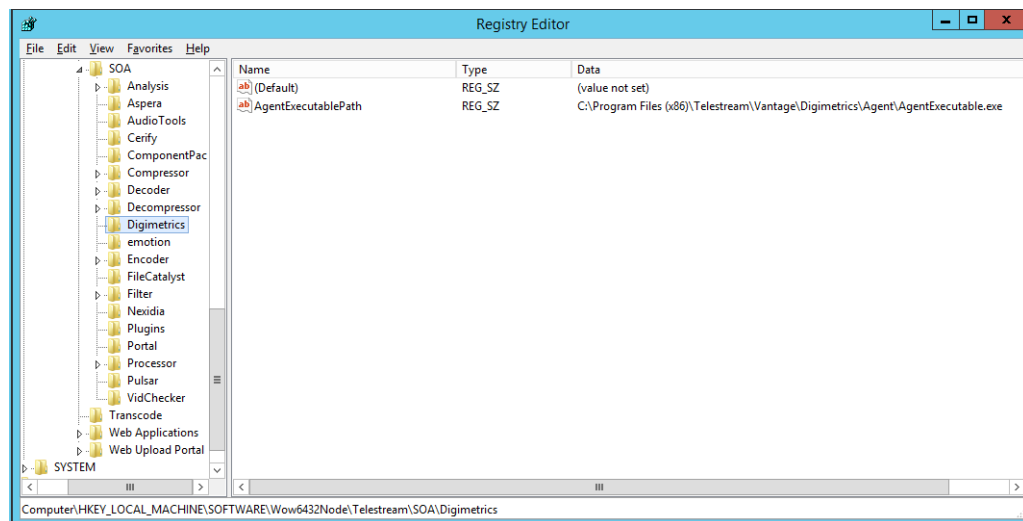 Registry Editor
File Edit View Favorites Help
SOA
Analysis
Aspera
AudioTools
Cerify
ComponentPac
Compressor
Decoder
Decompressor
Digimetrics
emotion
Encoder
FileCatalyst
Filter
Nexidia
Plugins
Portal
Processor
Pulsar
VidChecker
Transcode
Web Applications
Web Upload Portal
SYSTEM
Name Type Data
ab (Default) REG_SZ (value not set)
ab AgentExecutablePath REG_SZ C:\Program Files (x86)\Telestream\Vantage\Digimetrics\Agent\AgentExecutable.exe
Computer\HKEY_LOCAL_MACHINE\SOFTWARE\Wow6432Node\Telestream\SOA\Digimetrics